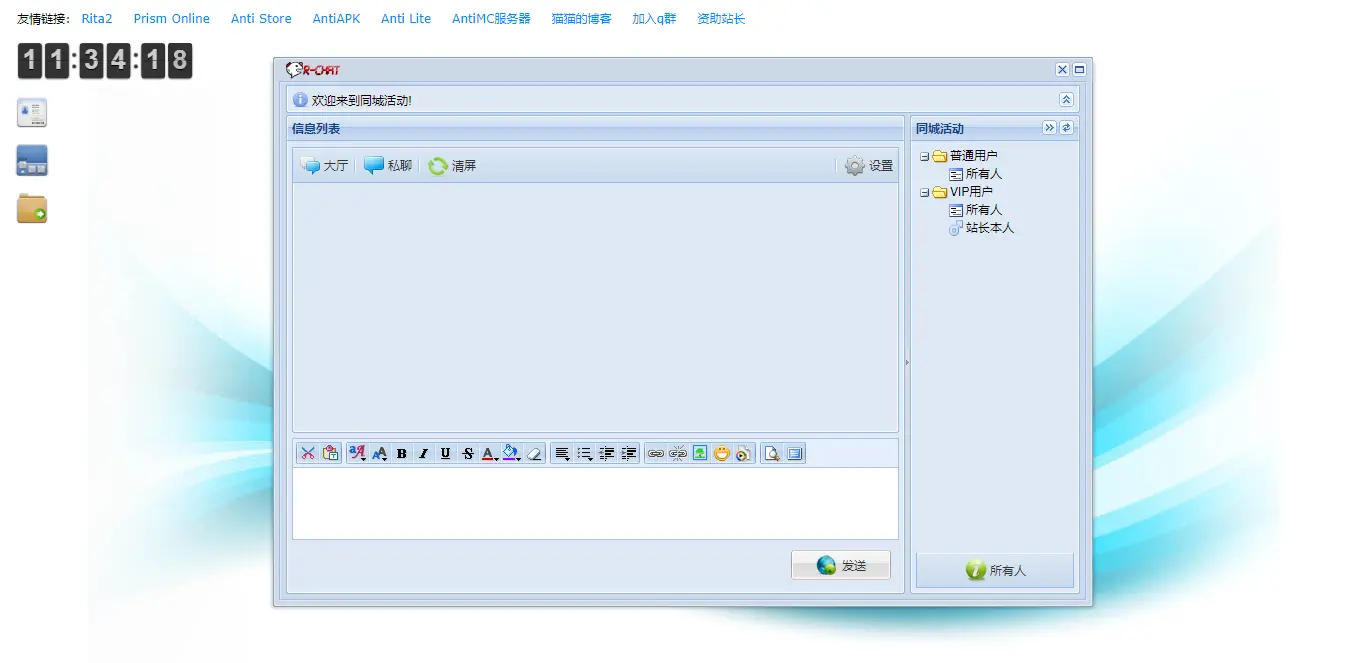 友情链接: Rita2 Prism Online Anti Store AntiAPK Anti Lite AntiMC服务器 猫猫的博客 加入q群 资助站长
11:34:18
R-CHAT
欢迎来到同城活动!
信息列表
同城活动
大厅 私聊 清屏 设置
普通用户
所有人
VIP用户
所有人
站长本人
B I U S A
发送
所有人